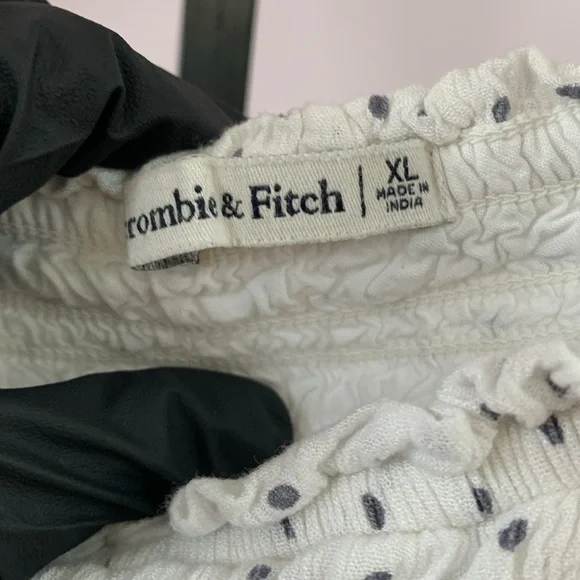 rombie & Fitch | XL
MADE IN
INDIA